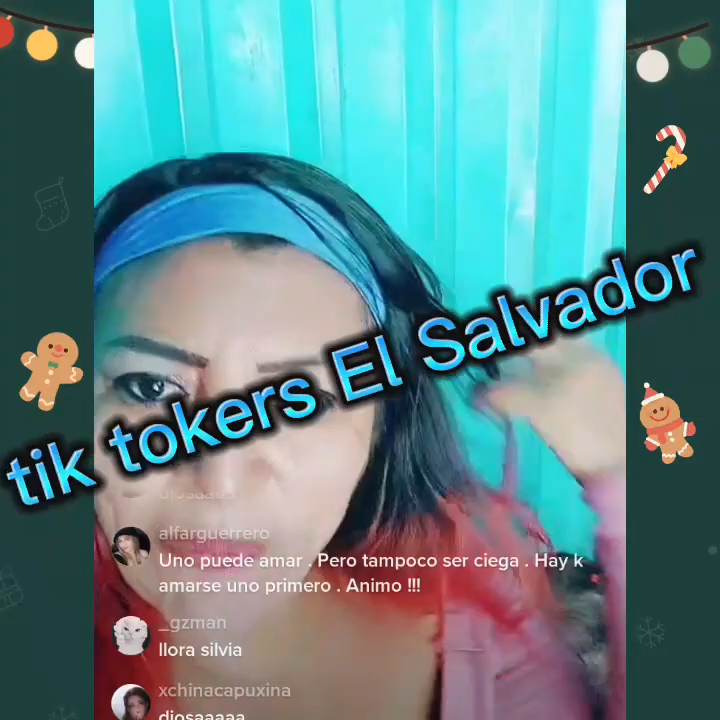 tik tokers El Salvador
diosaaaa
alfarguerrero
Uno puede amar . Pero tampoco ser ciega . Hay k
amarse uno primero . Animo !!!
_gzman
llora silvia
xchinacapuxina
diosaaaaa